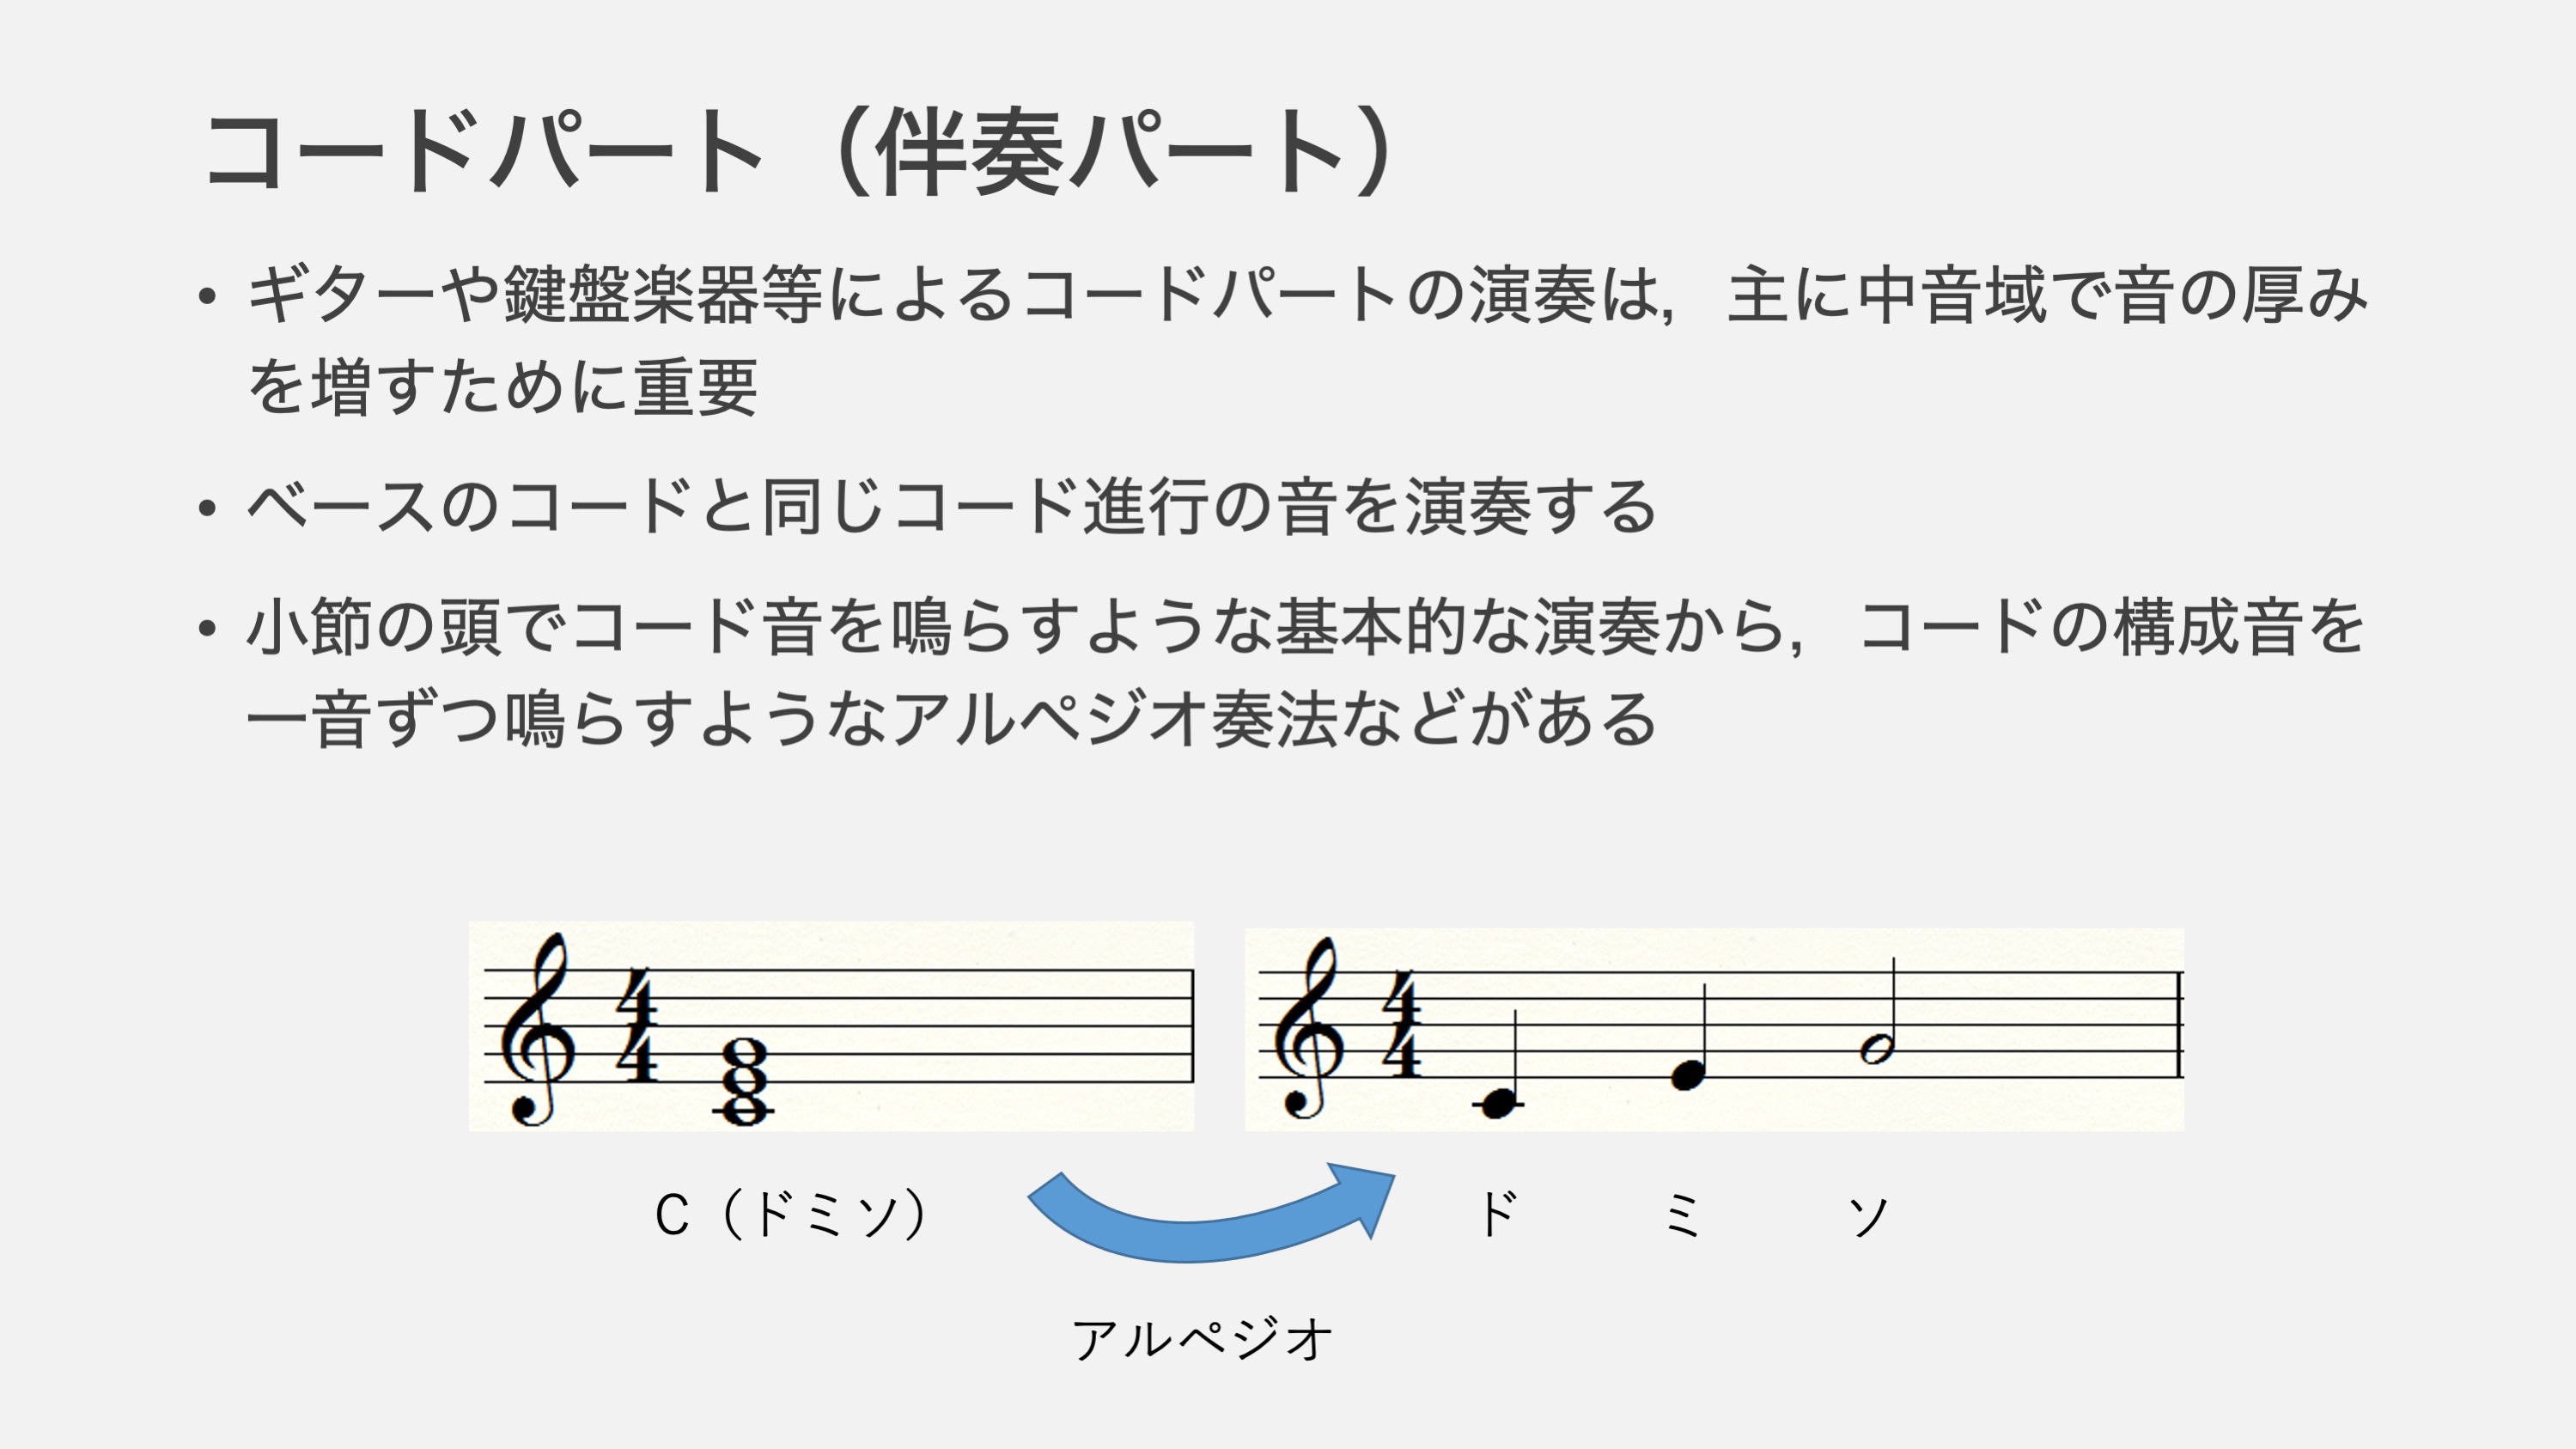 コードパート（伴奏パート）
• ギターや鍵盤楽器等によるコードパートの演奏は，主に中音域で音の厚み
を増すために重要
• ベースのコードと同じコード進行の音を演奏する
• 小節の頭でコード音を鳴らすような基本的な演奏から，コードの構成音を
一音ずつ鳴らすようなアルペジオ奏法などがある
4
4
4
4
C（ドミソ）
ド ミ ソ
アルペジオ